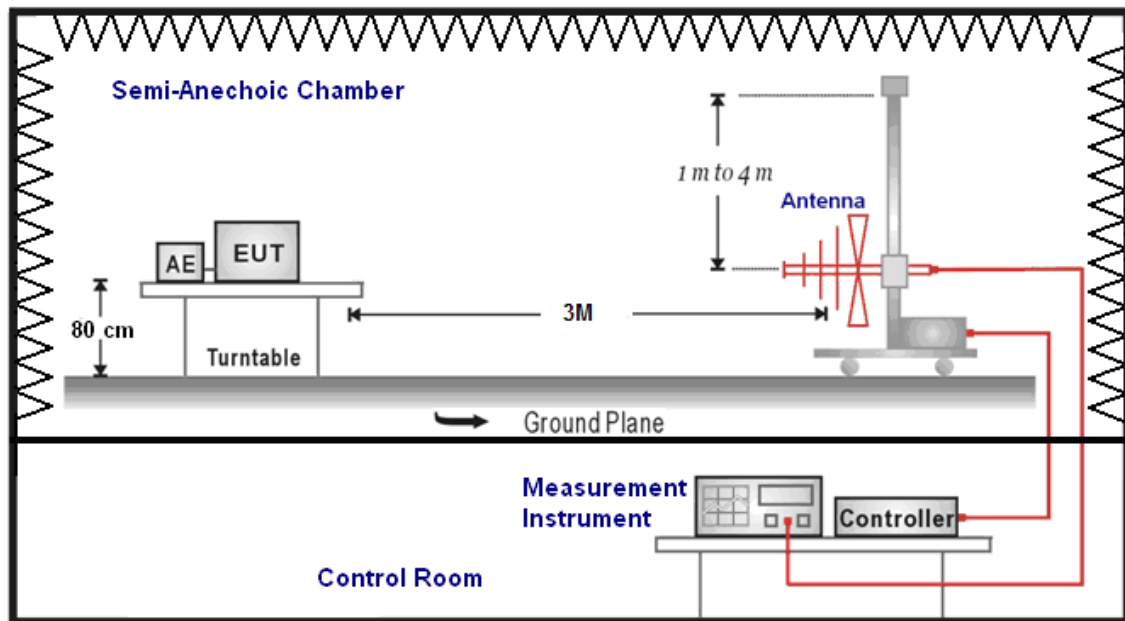 Semi-Anechoic Chamber
1 m to 4 m
Antenna
AE
EUT
80 cm
3M
Turntable
Ground Plane
Measurement
Instrument
Controller
Control Room